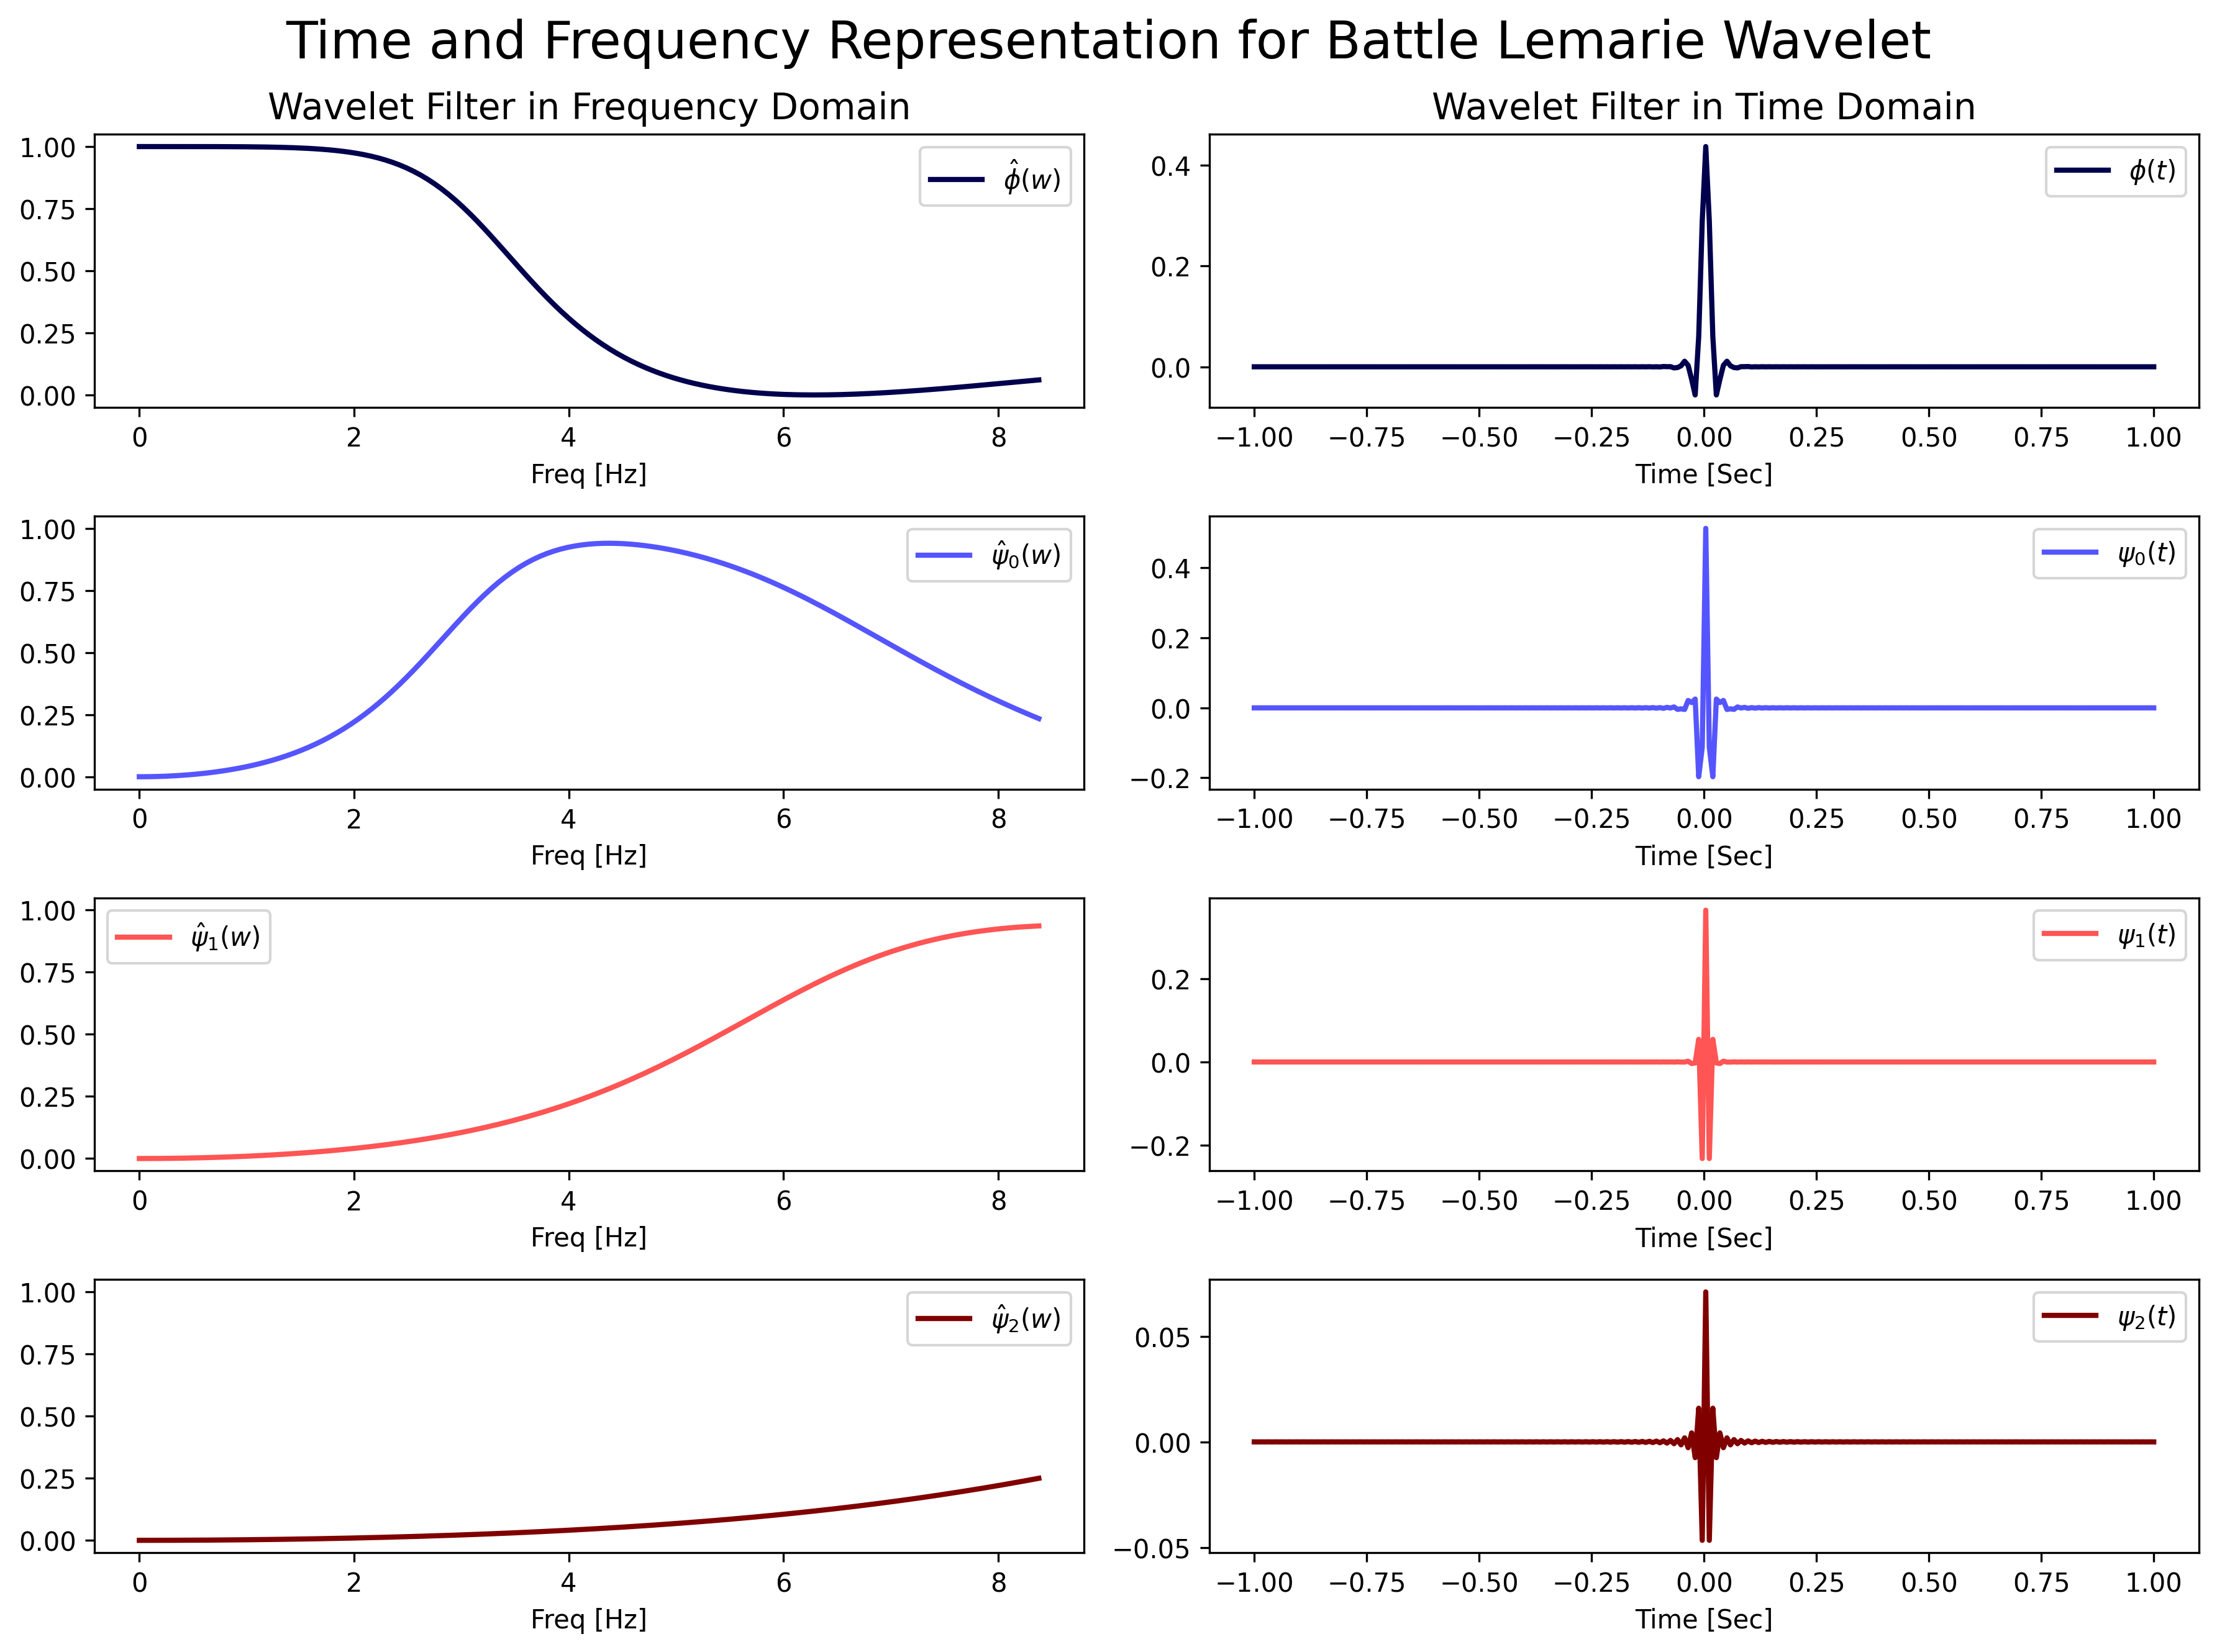 Time and Frequency Representation for Battle Lemarie Wavelet
Wavelet Filter in Frequency Domain
1.00
0.75
0.50
0.25
0.00
0 2 4 6 8
Freq [Hz]
ϕ̂(w)
Wavelet Filter in Time Domain
0.4
0.2
0.0
−1.00 −0.75 −0.50 −0.25 0.00 0.25 0.50 0.75 1.00
Time [Sec]
ϕ(t)
1.00
0.75
0.50
0.25
0.00
0 2 4 6 8
Freq [Hz]
ψ̂₀(w)
0.4
0.2
0.0
−0.2
−1.00 −0.75 −0.50 −0.25 0.00 0.25 0.50 0.75 1.00
Time [Sec]
ψ₀(t)
1.00
0.75
0.50
0.25
0.00
0 2 4 6 8
Freq [Hz]
ψ̂₁(w)
0.2
0.0
−0.2
−1.00 −0.75 −0.50 −0.25 0.00 0.25 0.50 0.75 1.00
Time [Sec]
ψ₁(t)
1.00
0.75
0.50
0.25
0.00
0 2 4 6 8
Freq [Hz]
ψ̂₂(w)
0.05
0.00
−0.05
−1.00 −0.75 −0.50 −0.25 0.00 0.25 0.50 0.75 1.00
Time [Sec]
ψ₂(t)